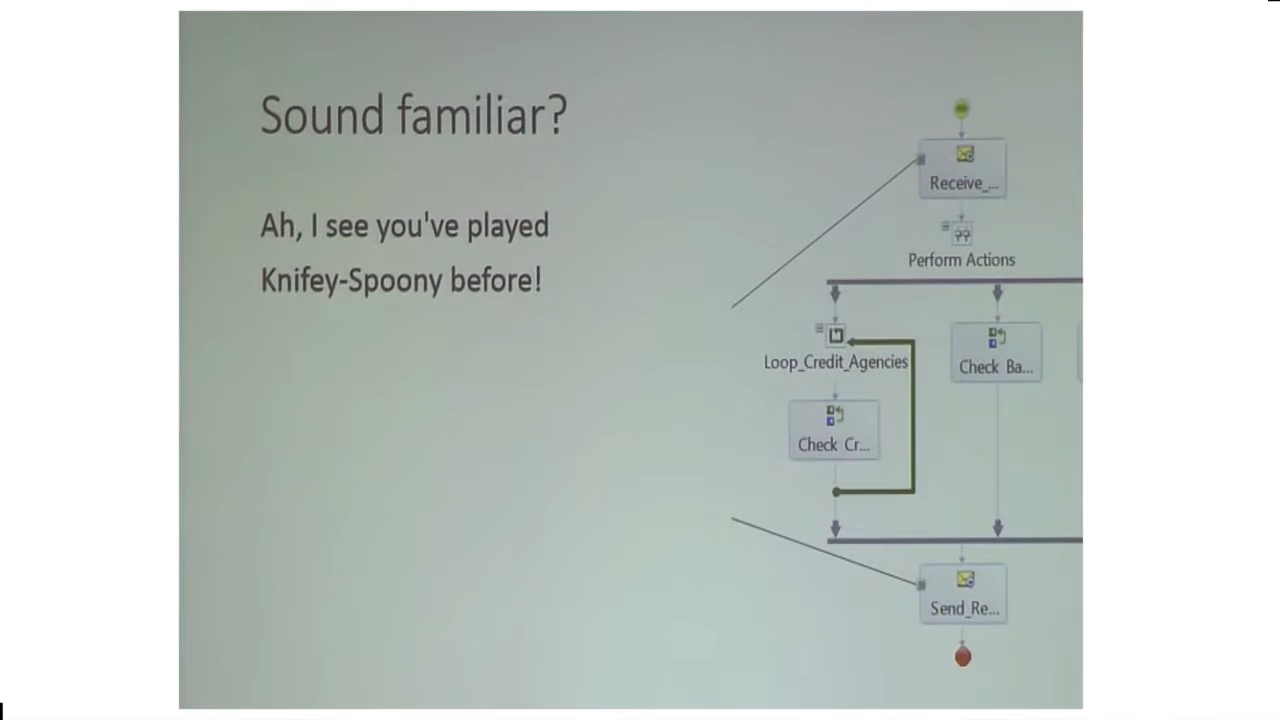 Sound familiar?
Ah, I see you've played
Knifey-Spoony before!
Receive_...
Perform Actions
Loop_Credit_Agencies
Check Ba...
Check Cr...
Send_Re...